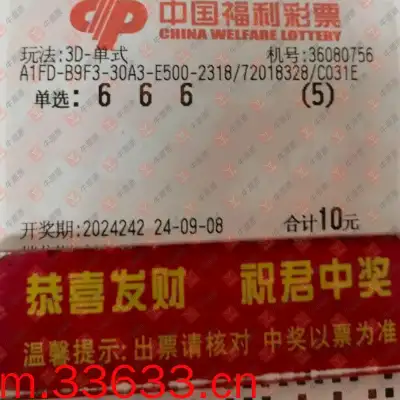 中国福利彩票
CHINA WELFARE LOTTERY
玩法:3D-单式 机号:36080756
A1FD-B9F3-30A3-E500-2318/72018328/C031E
单选: 6 6 6 (5)
开奖期:2024242 24-09-08 合计10元
恭喜发财 祝君中奖
温馨提示:出票请核对 中奖以票为准
m.33633.cn